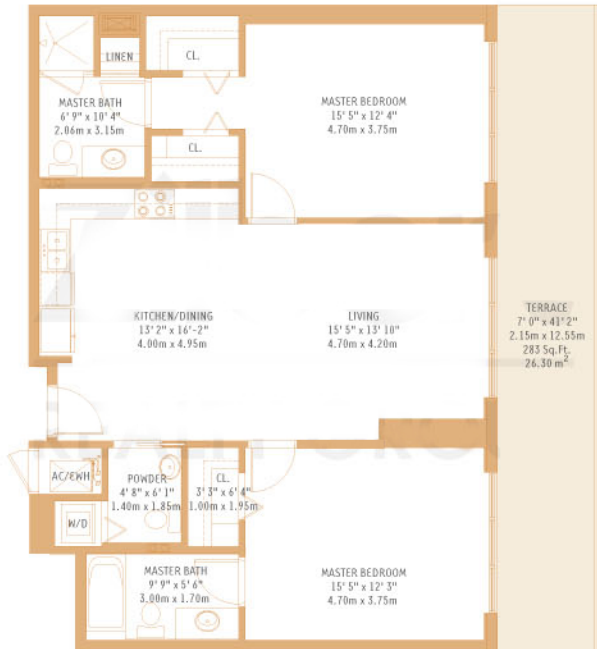 LINEN
CL.
MASTER BATH
6' 9" x 10' 4"
2.06m x 3.15m
MASTER BEDROOM
15' 5" x 12' 4"
4.70m x 3.75m
CL.
KITCHEN/DINING
13' 2" x 16'-2"
4.00m x 4.95m
LIVING
15' 5" x 13' 10"
4.70m x 4.20m
TERRACE
7' 0" x 41' 2"
2.15m x 12.55m
283 Sq.Ft.
26.30 m²
AC/EWH
W/D
POWDER
4' 8" x 6' 1"
1.40m x 1.85m
CL.
3' 3" x 6' 4"
1.00m x 1.95m
MASTER BATH
9' 9" x 5' 6"
3.00m x 1.70m
MASTER BEDROOM
15' 5" x 12' 3"
4.70m x 3.75m